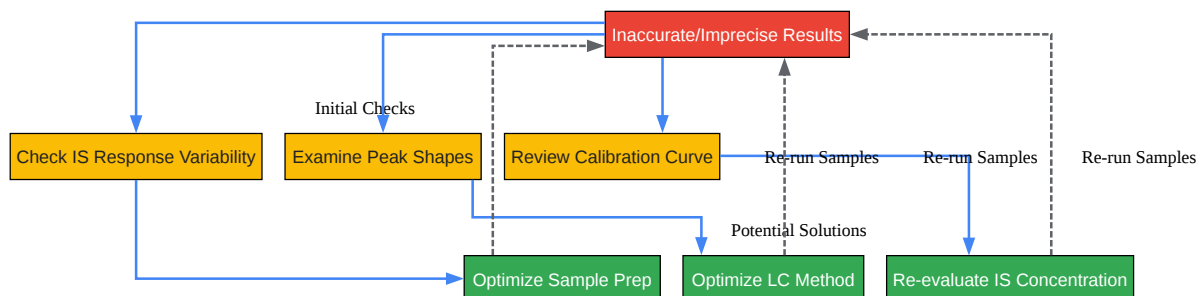 Inaccurate/Imprecise Results
Initial Checks
Check IS Response Variability
Examine Peak Shapes
Review Calibration Curve
Re-run Samples
Re-run Samples
Re-run Samples
Potential Solutions
Optimize Sample Prep
Optimize LC Method
Re-evaluate IS Concentration